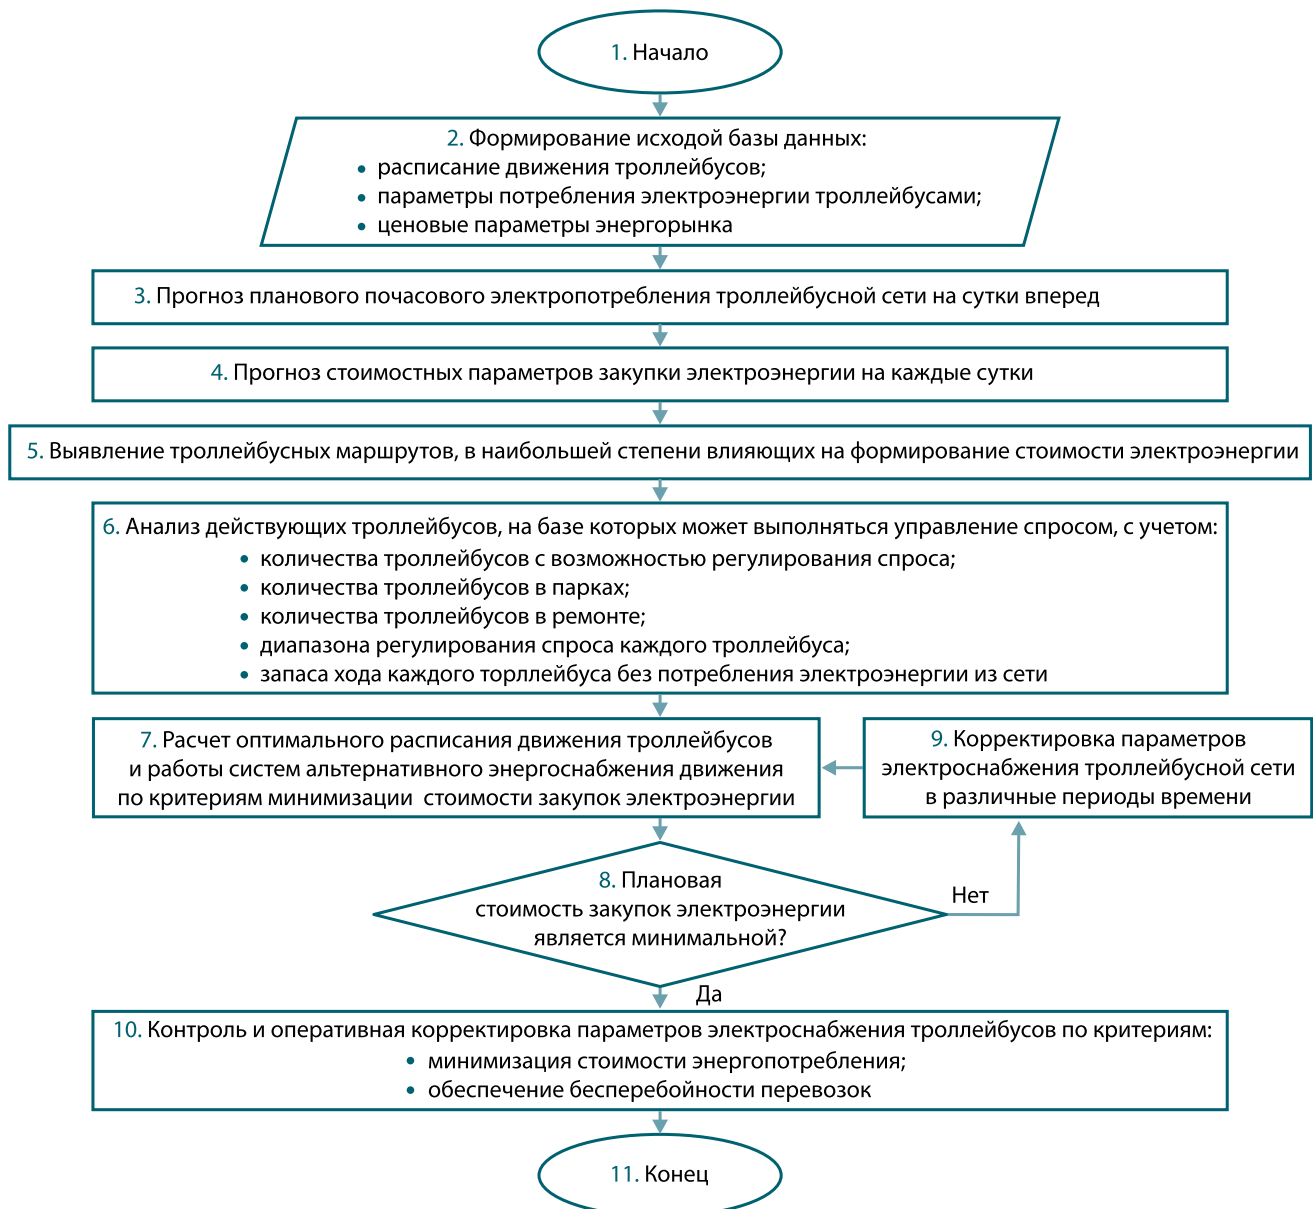 1. Начало
2. Формирование исходой базы данных:
• расписание движения троллейбусов;
• параметры потребления электроэнергии троллейбусами;
• ценовые параметры энергорынка
3. Прогноз планового почасового электропотребления троллейбусной сети на сутки вперед
4. Прогноз стоимостных параметров закупки электроэнергии на каждые сутки
5. Выявление троллейбусных маршрутов, в наибольшей степени влияющих на формирование стоимости электроэнергии
6. Анализ действующих троллейбусов, на базе которых может выполняться управление спросом, с учетом:
• количества троллейбусов с возможностью регулирования спроса;
• количества троллейбусов в парках;
• количества троллейбусов в ремонте;
• диапазона регулирования спроса каждого троллейбуса;
• запаса хода каждого торллейбуса без потребления электроэнергии из сети
7. Расчет оптимального расписания движения троллейбусов
и работы систем альтернативного энергоснабжения движения
по критериям минимизации стоимости закупок электроэнергии
9. Корректировка параметров
электроснабжения троллейбусной сети
в различные периоды времени
8. Плановая
стоимость закупок электроэнергии
является минимальной?
Нет
Да
10. Контроль и оперативная корректировка параметров электроснабжения троллейбусов по критериям:
• минимизация стоимости энергопотребления;
• обеспечение бесперебойности перевозок
11. Конец